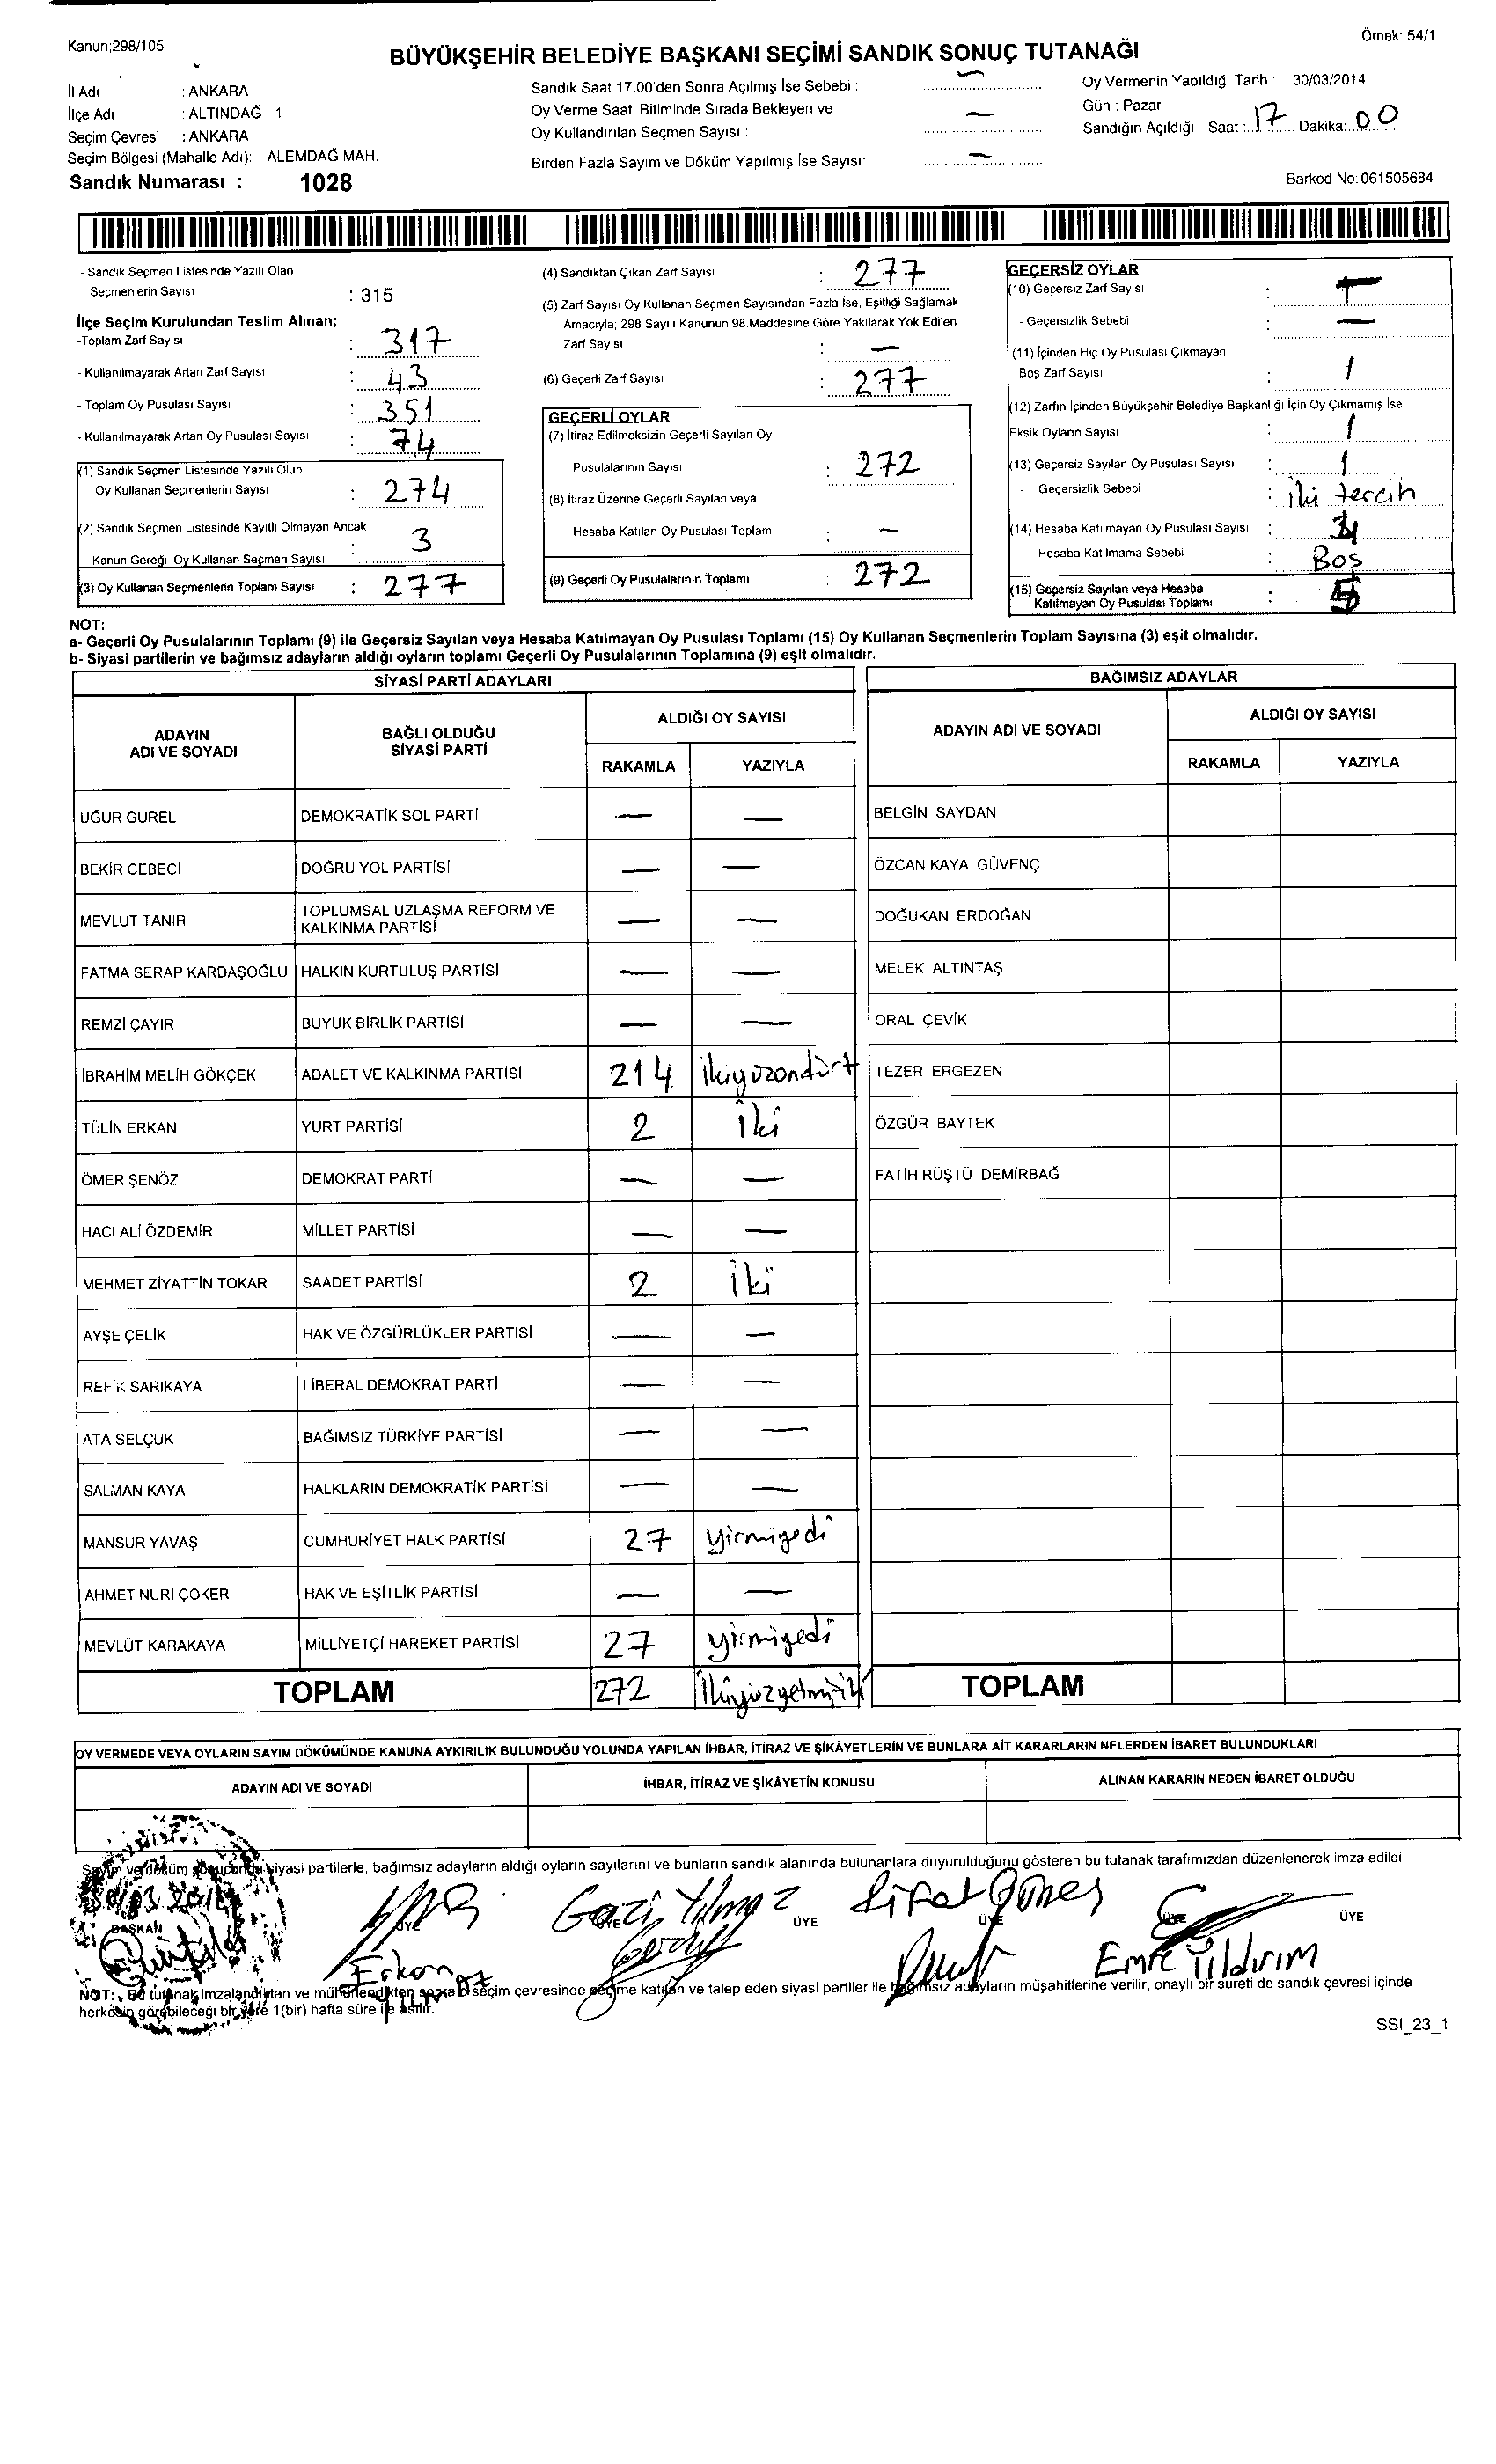 Kanun;298/105
Örnek: 54/1
BÜYÜKŞEHİR BELEDİYE BAŞKANI SEÇİMİ SANDIK SONUÇ TUTANAĞI
İl Adı : ANKARA
İlçe Adı : ALTINDAĞ - 1
Seçim Çevresi : ANKARA
Seçim Bölgesi (Mahalle Adı): ALEMDAĞ MAH.
Sandık Numarası : 1028
Sandık Saat 17.00'den Sonra Açılmış İse Sebebi : —
Oy Verme Saati Bitiminde Sırada Bekleyen ve
Oy Kullandırılan Seçmen Sayısı : —
Birden Fazla Sayım ve Döküm Yapılmış İse Sayısı: —
Oy Vermenin Yapıldığı Tarih : 30/03/2014
Gün : Pazar
Sandığın Açıldığı Saat : 17 Dakika: 00
Barkod No: 061505684
- Sandık Seçmen Listesinde Yazılı Olan
Seçmenlerin Sayısı : 315
İlçe Seçim Kurulundan Teslim Alınan;
-Toplam Zarf Sayısı : 317
- Kullanılmayarak Artan Zarf Sayısı : 43
- Toplam Oy Pusulası Sayısı : 351
- Kullanılmayarak Artan Oy Pusulası Sayısı : 74
(1) Sandık Seçmen Listesinde Yazılı Olup
Oy Kullanan Seçmenlerin Sayısı : 274
(2) Sandık Seçmen Listesinde Kayıtlı Olmayan Ancak
Kanun Gereği Oy Kullanan Seçmen Sayısı : 3
(3) Oy Kullanan Seçmenlerin Toplam Sayısı : 277
(4) Sandıktan Çıkan Zarf Sayısı : 277
(5) Zarf Sayısı Oy Kullanan Seçmen Sayısından Fazla İse, Eşitliği Sağlamak
Amacıyla; 298 Sayılı Kanunun 98.Maddesine Göre Yakılarak Yok Edilen
Zarf Sayısı : —
(6) Geçerli Zarf Sayısı : 277
GEÇERLİ OYLAR
(7) İtiraz Edilmeksizin Geçerli Sayılan Oy
Pusulalarının Sayısı : 272
(8) İtiraz Üzerine Geçerli Sayılan veya
Hesaba Katılan Oy Pusulası Toplamı : —
(9) Geçerli Oy Pusulalarının Toplamı : 272
GEÇERSİZ OYLAR
(10) Geçersiz Zarf Sayısı :
- Geçersizlik Sebebi : —
(11) İçinden Hiç Oy Pusulası Çıkmayan
Boş Zarf Sayısı : 1
(12) Zarfın İçinden Büyükşehir Belediye Başkanlığı İçin Oy Çıkmamış İse
Eksik Oyların Sayısı : 1
(13) Geçersiz Sayılan Oy Pusulası Sayısı : 1
- Geçersizlik Sebebi : iki tercih
(14) Hesaba Katılmayan Oy Pusulası Sayısı :
- Hesaba Katılmama Sebebi : Bos
(15) Geçersiz Sayılan veya Hesaba
Katılmayan Oy Pusulası Toplamı : 5
NOT:
a- Geçerli Oy Pusulalarının Toplamı (9) ile Geçersiz Sayılan veya Hesaba Katılmayan Oy Pusulası Toplamı (15) Oy Kullanan Seçmenlerin Toplam Sayısına (3) eşit olmalıdır.
b- Siyasi partilerin ve bağımsız adayların aldığı oyların toplamı Geçerli Oy Pusulalarının Toplamına (9) eşit olmalıdır.
SİYASİ PARTİ ADAYLARI
BAĞIMSIZ ADAYLAR
ADAYIN ADI VE SOYADI
BAĞLI OLDUĞU SİYASİ PARTİ
ALDIĞI OY SAYISI
RAKAMLA YAZIYLA
ADAYIN ADI VE SOYADI
ALDIĞI OY SAYISI
RAKAMLA YAZIYLA
UĞUR GÜREL DEMOKRATİK SOL PARTİ — — BELGİN SAYDAN
BEKİR CEBECİ DOĞRU YOL PARTİSİ — — ÖZCAN KAYA GÜVENÇ
MEVLÜT TANIR TOPLUMSAL UZLAŞMA REFORM VE KALKINMA PARTİSİ — — DOĞUKAN ERDOĞAN
FATMA SERAP KARDAŞOĞLU HALKIN KURTULUŞ PARTİSİ — — MELEK ALTINTAŞ
REMZİ ÇAYIR BÜYÜK BİRLİK PARTİSİ — — ORAL ÇEVİK
İBRAHİM MELİH GÖKÇEK ADALET VE KALKINMA PARTİSİ 214 ikiyüzondört TEZER ERGEZEN
TÜLİN ERKAN YURT PARTİSİ 2 iki ÖZGÜR BAYTEK
ÖMER ŞENÖZ DEMOKRAT PARTİ — — FATİH RÜŞTÜ DEMİRBAĞ
HACI ALİ ÖZDEMİR MİLLET PARTİSİ — —
MEHMET ZİYATTİN TOKAR SAADET PARTİSİ 2 iki
AYŞE ÇELİK HAK VE ÖZGÜRLÜKLER PARTİSİ — —
REFİK SARIKAYA LİBERAL DEMOKRAT PARTİ — —
ATA SELÇUK BAĞIMSIZ TÜRKİYE PARTİSİ — —
SALMAN KAYA HALKLARIN DEMOKRATİK PARTİSİ — —
MANSUR YAVAŞ CUMHURİYET HALK PARTİSİ 27 yirmiyedi
AHMET NURİ ÇOKER HAK VE EŞİTLİK PARTİSİ — —
MEVLÜT KARAKAYA MİLLİYETÇİ HAREKET PARTİSİ 27 yirmiyedi
TOPLAM 272 ikiyüzyetmişiki TOPLAM
OY VERMEDE VEYA OYLARIN SAYIM DÖKÜMÜNDE KANUNA AYKIRILIK BULUNDUĞU YOLUNDA YAPILAN İHBAR, İTİRAZ VE ŞİKÂYETLERİN VE BUNLARA AİT KARARLARIN NELERDEN İBARET BULUNDUKLARI
ADAYIN ADI VE SOYADI İHBAR, İTİRAZ VE ŞİKÂYETİN KONUSU ALINAN KARARIN NEDEN İBARET OLDUĞU
Sayım ve döküm sonucunda siyasi partilerle, bağımsız adayların aldığı oyların sayılarını ve bunların sandık alanında bulunanlara duyurulduğunu gösteren bu tutanak tarafımızdan düzenlenerek imza edildi.
30/03/2014
BAŞKAN ÜYE ÜYE ÜYE ÜYE ÜYE ÜYE
Gazi Yılmaz Sifat Güneş
Erkan Emre Yıldırım
NOT: Bu tutanak imzalandıktan ve mühürlendikten sonra seçim çevresinde seçime katılan ve talep eden siyasi partiler ile bağımsız adayların müşahitlerine verilir, onaylı bir sureti de sandık çevresi içinde
herkesin görebileceği bir yere 1(bir) hafta süre ile asılır.
SSI_23_1